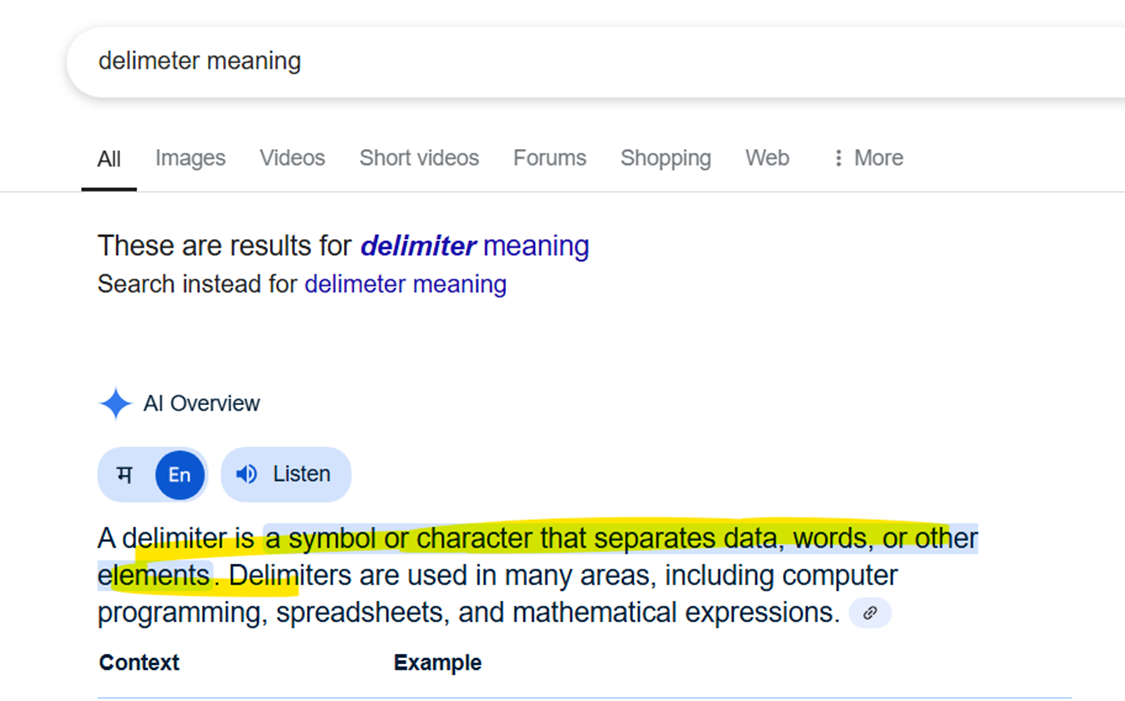 delimeter meaning
All Images Videos Short videos Forums Shopping Web More
These are results for delimiter meaning
Search instead for delimeter meaning
AI Overview
म En Listen
A delimiter is a symbol or character that separates data, words, or other
elements. Delimiters are used in many areas, including computer
programming, spreadsheets, and mathematical expressions.
Context Example